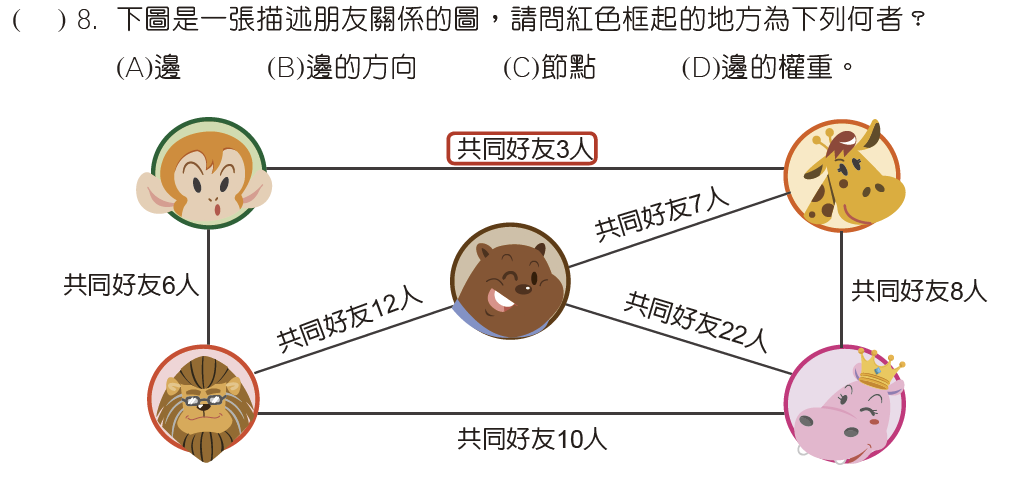 (　) 8. 下圖是一張描述朋友關係的圖，請問紅色框起的地方為下列何者？
(A)邊　(B)邊的方向　(C)節點　(D)邊的權重。
共同好友3人
共同好友7人
共同好友6人
共同好友8人
共同好友12人
共同好友22人
共同好友10人